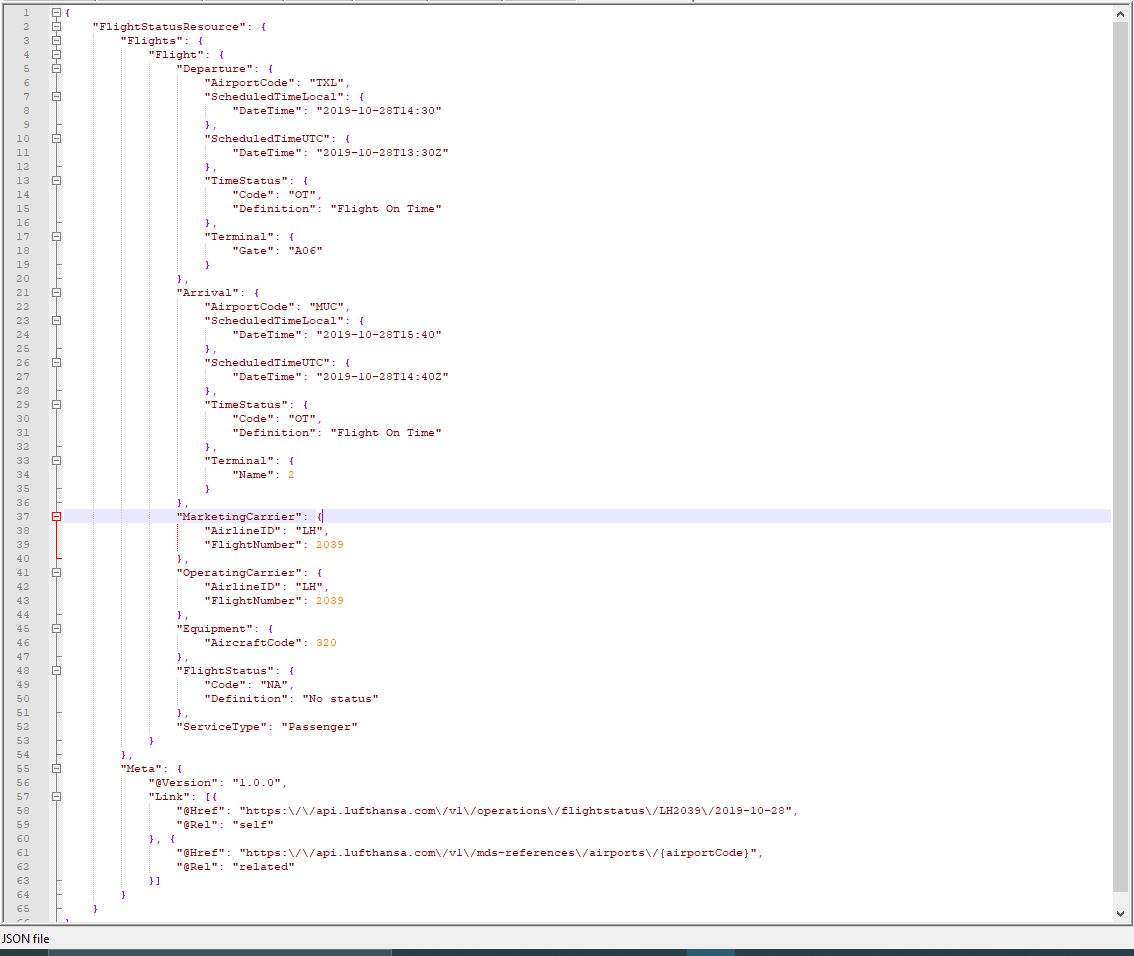 1 {
2 "FlightStatusResource": {
3 "Flights": {
4 "Flight": {
5 "Departure": {
6 "AirportCode": "TXL",
7 "ScheduledTimeLocal": {
8 "DateTime": "2019-10-28T14:30"
9 },
10 "ScheduledTimeUTC": {
11 "DateTime": "2019-10-28T13:30Z"
12 },
13 "TimeStatus": {
14 "Code": "OT",
15 "Definition": "Flight On Time"
16 },
17 "Terminal": {
18 "Gate": "A06"
19 }
20 },
21 "Arrival": {
22 "AirportCode": "MUC",
23 "ScheduledTimeLocal": {
24 "DateTime": "2019-10-28T15:40"
25 },
26 "ScheduledTimeUTC": {
27 "DateTime": "2019-10-28T14:40Z"
28 },
29 "TimeStatus": {
30 "Code": "OT",
31 "Definition": "Flight On Time"
32 },
33 "Terminal": {
34 "Name": 2
35 }
36 },
37 "MarketingCarrier": {
38 "AirlineID": "LH",
39 "FlightNumber": 2039
40 },
41 "OperatingCarrier": {
42 "AirlineID": "LH",
43 "FlightNumber": 2039
44 },
45 "Equipment": {
46 "AircraftCode": 320
47 },
48 "FlightStatus": {
49 "Code": "NA",
50 "Definition": "No status"
51 },
52 "ServiceType": "Passenger"
53 }
54 },
55 "Meta": {
56 "@Version": "1.0.0",
57 "Link": [{
58 "@Href": "https:\/\/api.lufthansa.com\/v1\/operations\/flightstatus\/LH2039\/2019-10-28",
59 "@Rel": "self"
60 }, {
61 "@Href": "https:\/\/api.lufthansa.com\/v1\/mds-references\/airports\/{airportCode}",
62 "@Rel": "related"
63 }]
64 }
65 }
66 }
JSON file